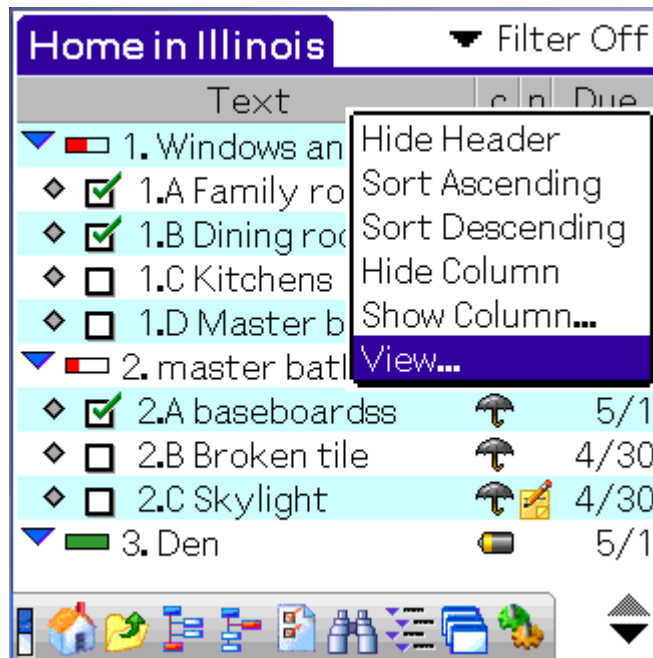 Home in Illinois
Filter Off
Text c n Due
1. Windows an
1.A Family ro
1.B Dining roo
1.C Kitchens
1.D Master b
Hide Header
Sort Ascending
Sort Descending
Hide Column
Show Column...
View...
2. master bath
2.A baseboardss 5/1
2.B Broken tile 4/30
2.C Skylight 4/30
3. Den 5/1